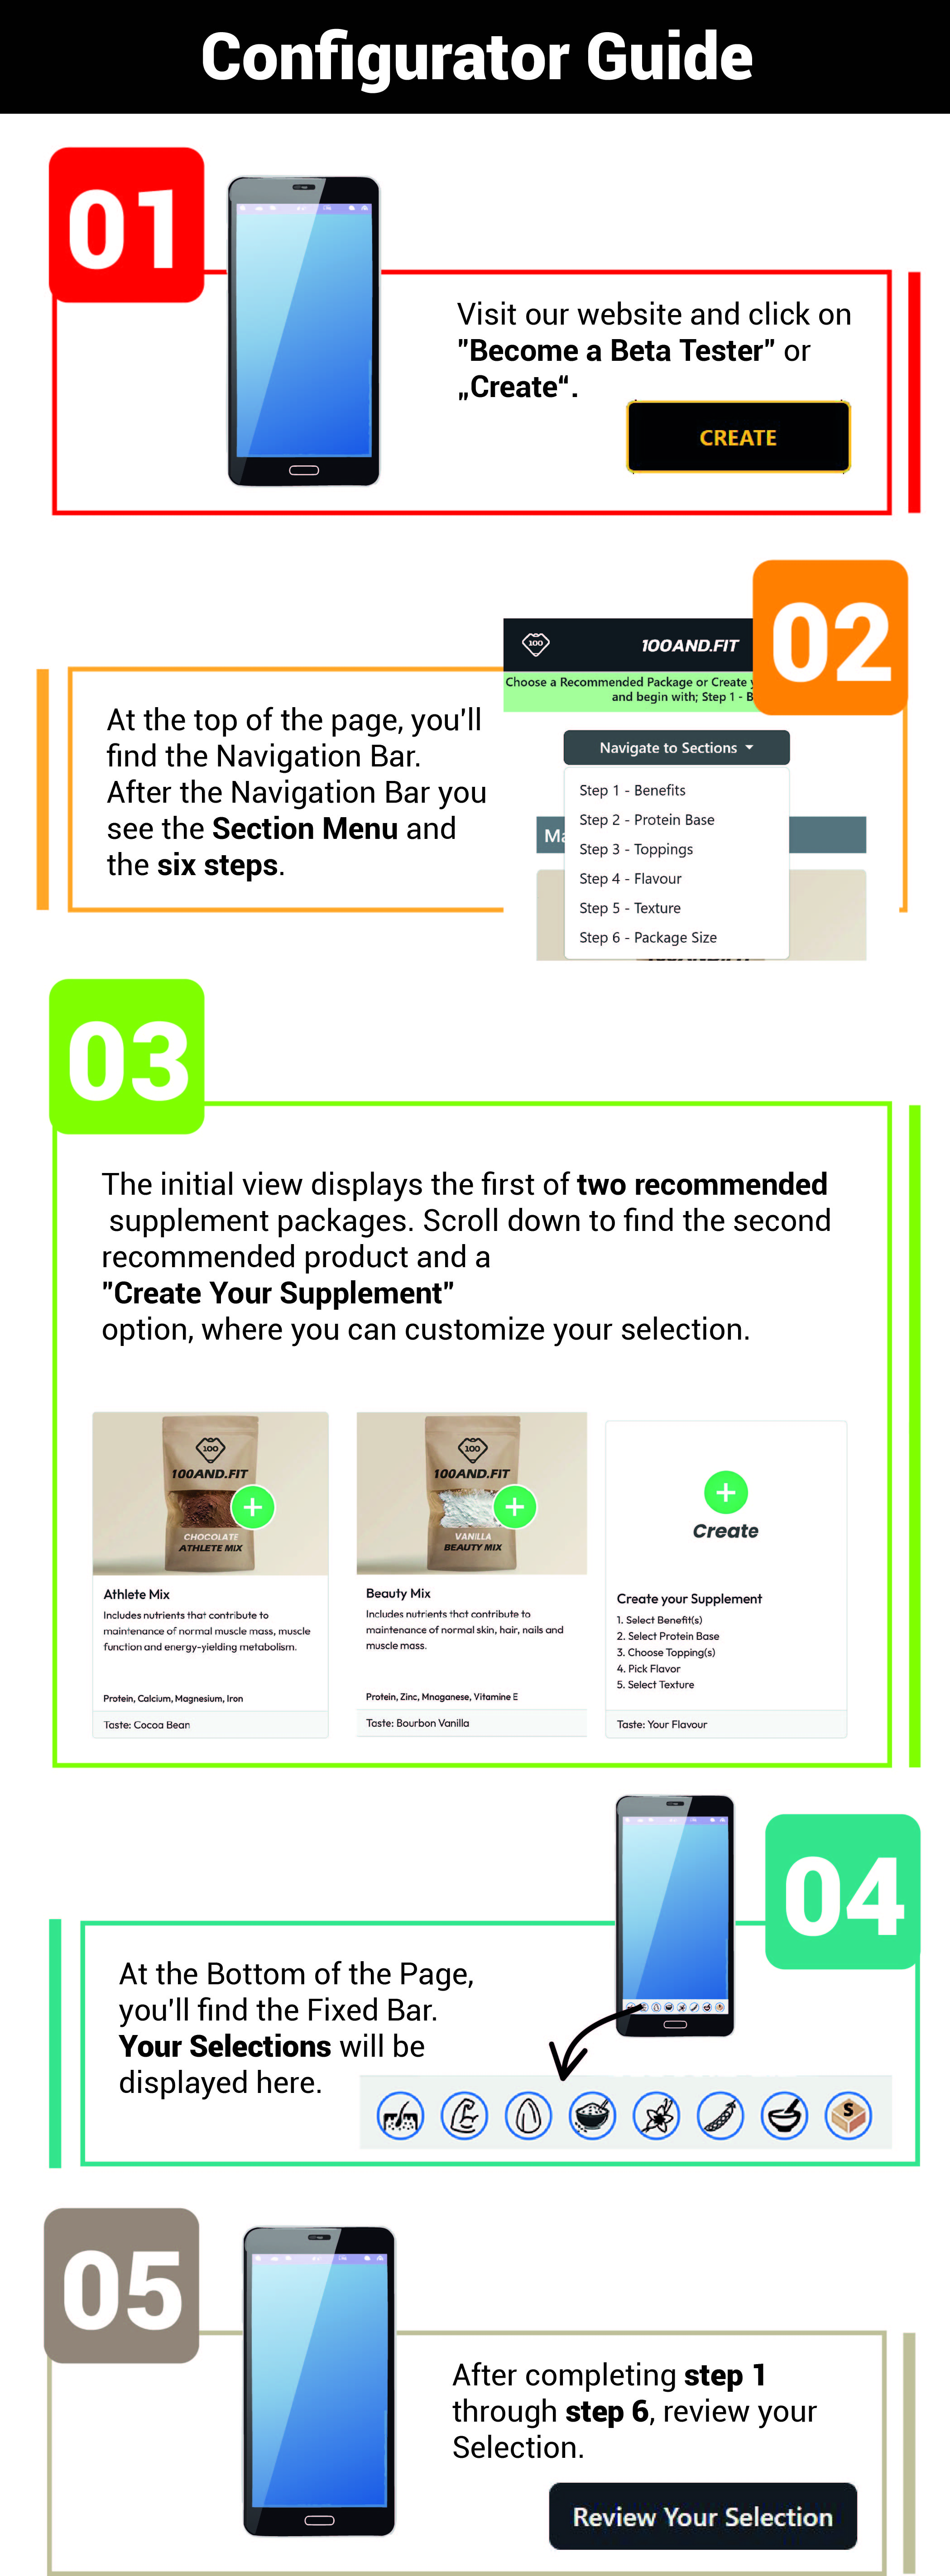 Configurator Guide
01
Visit our website and click on
"Become a Beta Tester" or
„Create“.
CREATE
02
100
100AND.FIT
Choose a Recommended Package or Create
and begin with; Step 1 - B
Navigate to Sections
Step 1 - Benefits
Step 2 - Protein Base
Step 3 - Toppings
Step 4 - Flavour
Step 5 - Texture
Step 6 - Package Size
Ma
At the top of the page, you'll
find the Navigation Bar.
After the Navigation Bar you
see the Section Menu and
the six steps.
03
The initial view displays the first of two recommended
supplement packages. Scroll down to find the second
recommended product and a
"Create Your Supplement"
option, where you can customize your selection.
100
100AND.FIT
CHOCOLATE
ATHLETE MIX
Athlete Mix
Includes nutrients that contribute to
maintenance of normal muscle mass, muscle
function and energy-yielding metabolism.
Protein, Calcium, Magnesium, Iron
Taste: Cocoa Bean
100
100AND.FIT
VANILLA
BEAUTY MIX
Beauty Mix
Includes nutrients that contribute to
maintenance of normal skin, hair, nails and
muscle mass.
Protein, Zinc, Mnaganese, Vitamine E
Taste: Bourbon Vanilla
Create
Create your Supplement
1. Select Benefit(s)
2. Select Protein Base
3. Choose Topping(s)
4. Pick Flavor
5. Select Texture
Taste: Your Flavour
04
At the Bottom of the Page,
you'll find the Fixed Bar.
Your Selections will be
displayed here.
S
05
After completing step 1
through step 6, review your
Selection.
Review Your Selection